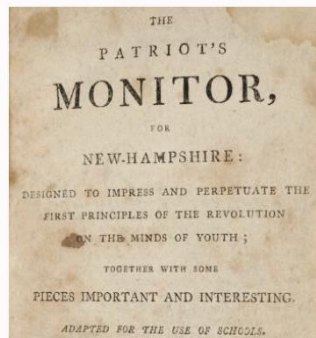 THE
PATRIOT'S
MONITOR,
FOR
NEW-HAMPSHIRE:
DESIGNED TO IMPRESS AND PERPETUATE THE
FIRST PRINCIPLES OF THE REVOLUTION
ON THE MINDS OF YOUTH;
TOGETHER WITH SOME
PIECES IMPORTANT AND INTERESTING.
ADAPTED FOR THE USE OF SCHOOLS.